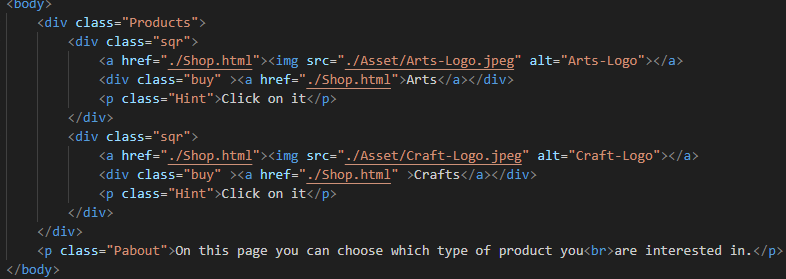 <body>
<div class="Products">
<div class="sqr">
<a href="./Shop.html"><img src="./Asset/Arts-Logo.jpeg" alt="Arts-Logo"></a>
<div class="buy" ><a href="./Shop.html">Arts</a></div>
<p class="Hint">Click on it</p>
</div>
<div class="sqr">
<a href="./Shop.html"><img src="./Asset/Craft-Logo.jpeg" alt="Craft-Logo"></a>
<div class="buy" ><a href="./Shop.html" >Crafts</a></div>
<p class="Hint">Click on it</p>
</div>
</div>
<p class="Pabout">On this page you can choose which type of product you<br>are interested in.</p>
</body>